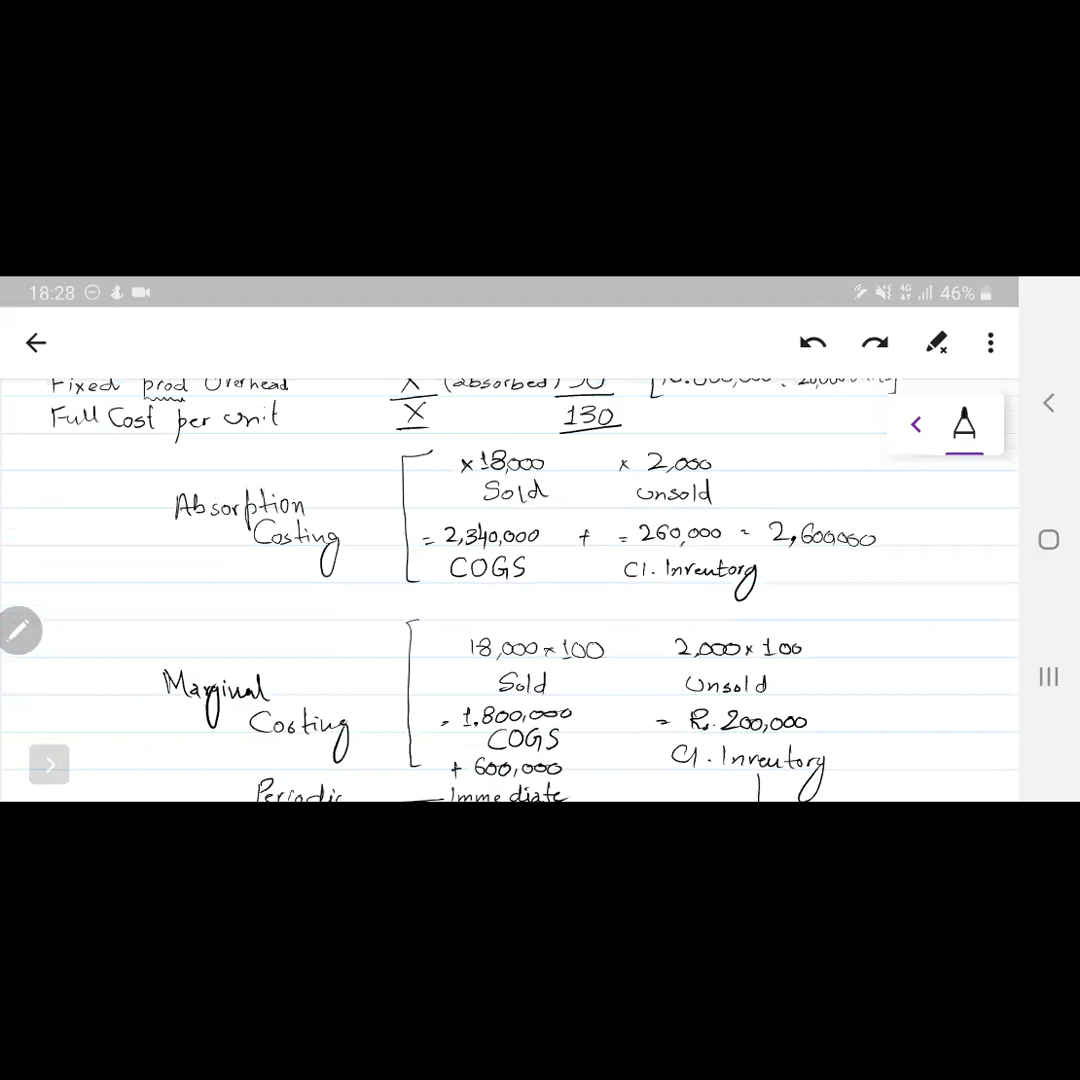 18:28 4G 46%
Fixed prod Overhead X (absorbed)
Full Cost per unit X 130
× 18,000 × 2,000
Sold Unsold
Absorption
Costing
= 2,340,000 + = 260,000 = 2,600,000
COGS Cl. Inventory
18,000 × 100 2,000 × 100
Marginal
Costing
Sold Unsold
= 1,800,000 = Rs. 200,000
COGS Cl. Inventory
+ 600,000
Periodic Immediate